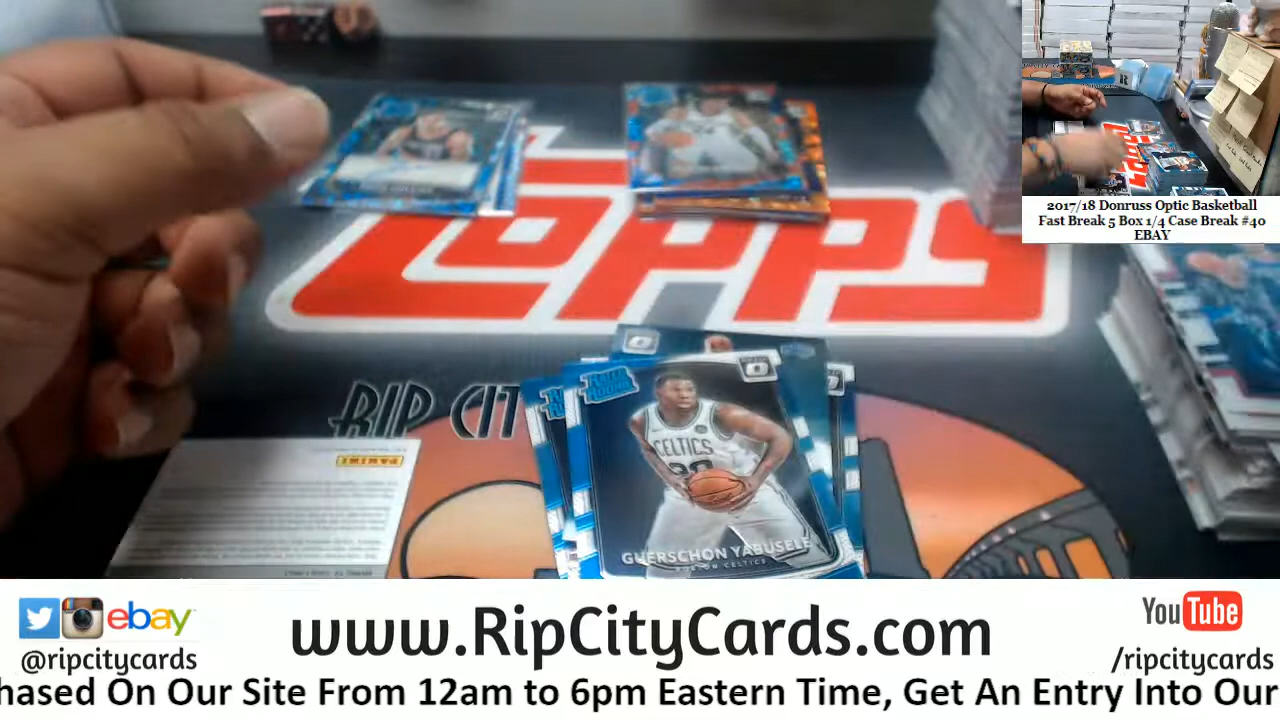 2017/18 Donruss Optic Basketball
Fast Break 5 Box 1/4 Case Break #40
EBAY
TOPPS
RIP CIT
PANINI
RATED ROOKIE
CELTICS
GUERSCHON YABUSELE
BOSTON CELTICS
ebay
@ripcitycards
www.RipCityCards.com
YouTube
/ripcitycards
hased On Our Site From 12am to 6pm Eastern Time, Get An Entry Into Our